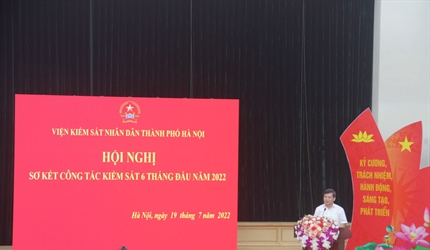 VIỆN KIỂM SÁT NHÂN DÂN THÀNH PHỐ HÀ NỘI
HỘI NGHỊ
SƠ KẾT CÔNG TÁC KIỂM SÁT 6 THÁNG ĐẦU NĂM 2022
Hà Nội, ngày 19 tháng 7 năm 2022
KỶ CƯƠNG,
TRÁCH NHIỆM,
HÀNH ĐỘNG,
SÁNG TẠO,
PHÁT TRIỂN